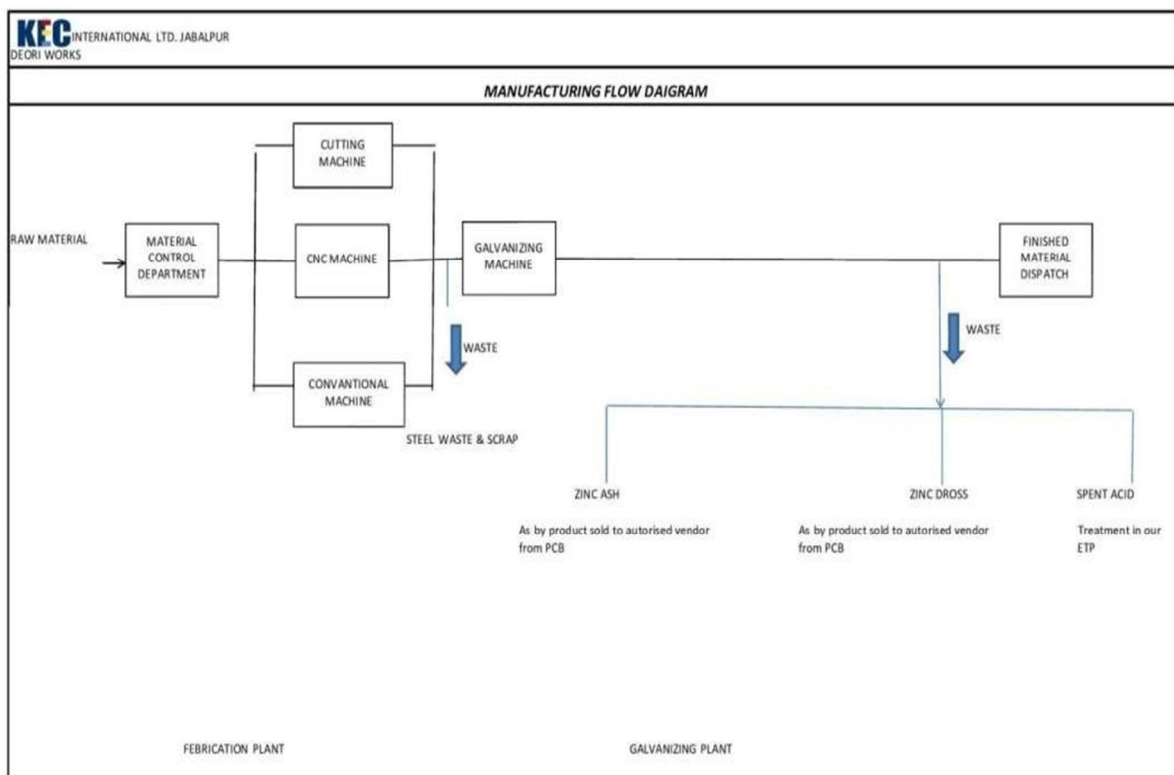 KEC INTERNATIONAL LTD. JABALPUR
DEORI WORKS
MANUFACTURING FLOW DAIGRAM
CUTTING
MACHINE
RAW MATERIAL
MATERIAL
CONTROL
DEPARTMENT
CNC MACHINE
GALVANIZING
MACHINE
FINISHED
MATERIAL
DISPATCH
WASTE
WASTE
CONVANTIONAL
MACHINE
STEEL WASTE & SCRAP
ZINC ASH
ZINC DROSS
SPENT ACID
As by product sold to autorised vendor
from PCB
As by product sold to autorised vendor
from PCB
Treatment in our
ETP
FEBRICATION PLANT
GALVANIZING PLANT